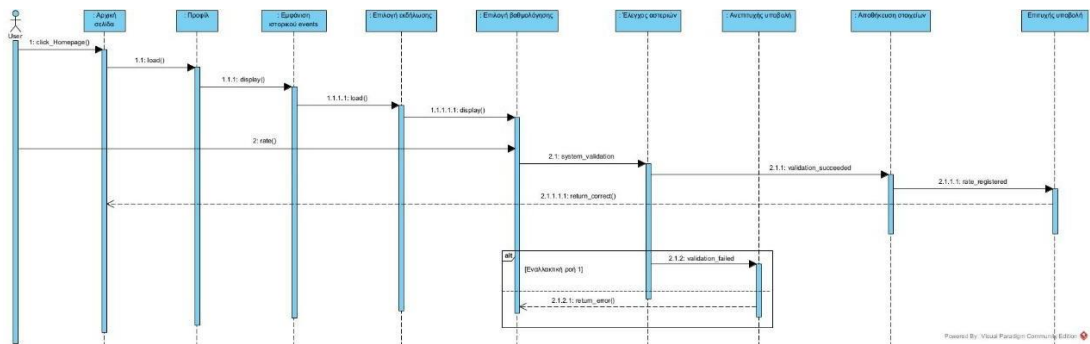 : Αρχική
σελίδα
: Προφίλ
: Εμφάνιση
ιστορικού events
: Επιλογή εκδήλωσης
: Επιλογή βαθμολόγησης
: Έλεγχος αστεριών
: Ανεπιτυχής υποβολή
: Αποθήκευση στοιχείων
Επιτυχής υποβολή
User
1: click_Homepage()
1.1: load()
1.1.1: display()
1.1.1.1: load()
1.1.1.1.1: display()
2: rate()
2.1: system_validation
2.1.1: validation_succeeded
2.1.1.1: rate_registered
2.1.1.1.1: return_correct()
alt
[Εναλλακτική ροή 1]
2.1.2: validation_failed
2.1.2.1: return_error()
Powered By: Visual Paradigm Community Edition